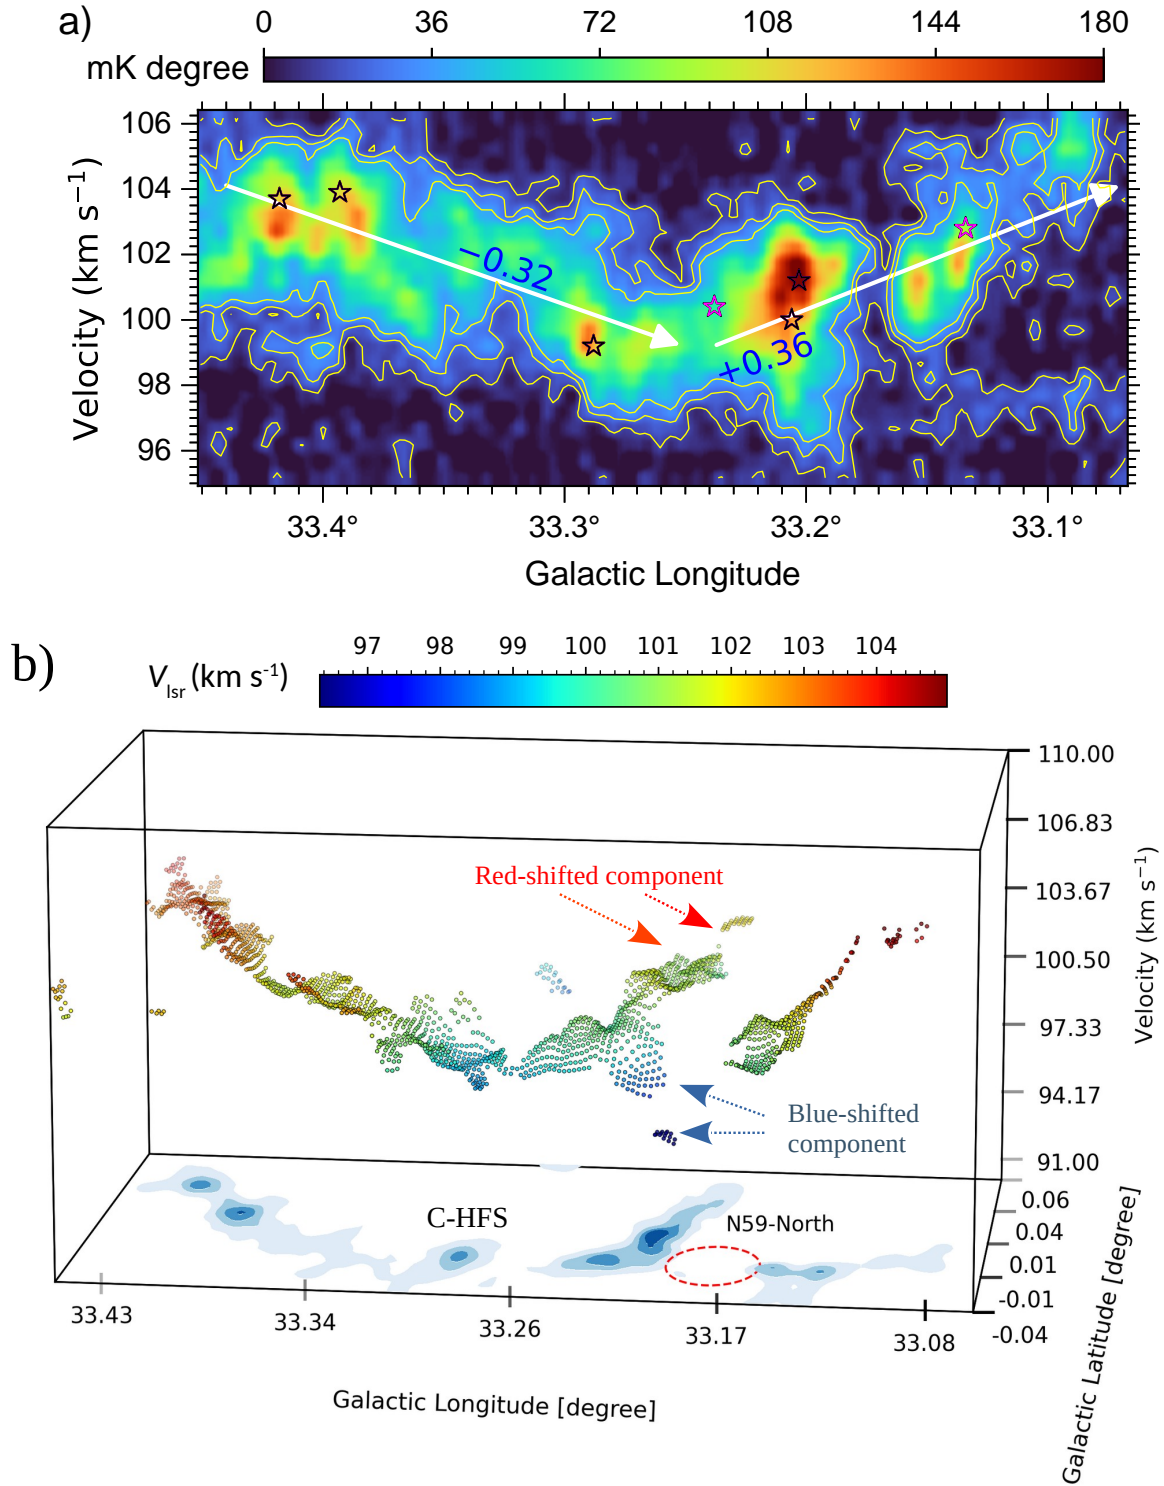 a)
0 36 72 108 144 180
mK degree
106
104
102
100
98
96
Velocity (km s−1)
−0.32
+0.36
33.4° 33.3° 33.2° 33.1°
Galactic Longitude
b)
97 98 99 100 101 102 103 104
Vlsr (km s-1)
110.00
106.83
103.67
100.50
97.33
94.17
91.00
Velocity (km s−1)
Red-shifted component
Blue-shifted
component
C-HFS
N59-North
0.06
0.04
0.01
-0.01
-0.04
Galactic Latitude [degree]
33.43 33.34 33.26 33.17 33.08
Galactic Longitude [degree]